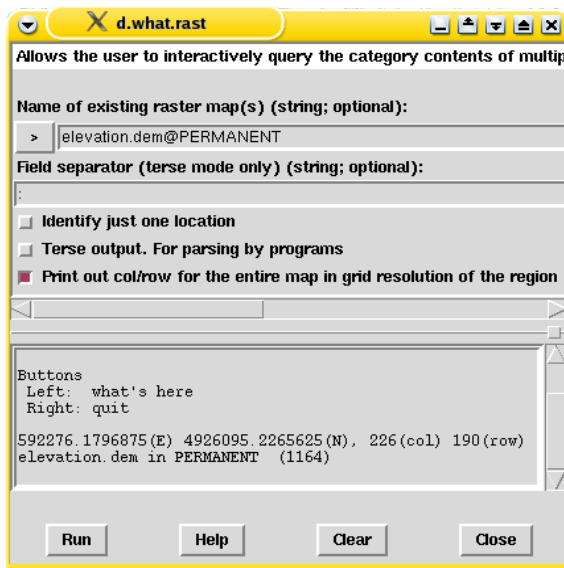 d.what.rast
Allows the user to interactively query the category contents of multip
Name of existing raster map(s) (string; optional):
> elevation.dem@PERMANENT
Field separator (terse mode only) (string; optional):
:
Identify just one location
Terse output. For parsing by programs
Print out col/row for the entire map in grid resolution of the region
Buttons
Left: what's here
Right: quit
592276.1796875(E) 4926095.2265625(N), 226(col) 190(row)
elevation.dem in PERMANENT (1164)
Run Help Clear Close